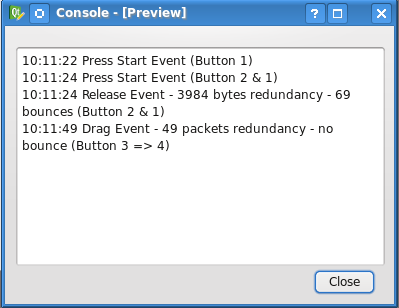 Console - [Preview]
10:11:22 Press Start Event (Button 1)
10:11:24 Press Start Event (Button 2 & 1)
10:11:24 Release Event - 3984 bytes redundancy - 69
bounces (Button 2 & 1)
10:11:49 Drag Event - 49 packets redundancy - no
bounce (Button 3 => 4)
Close